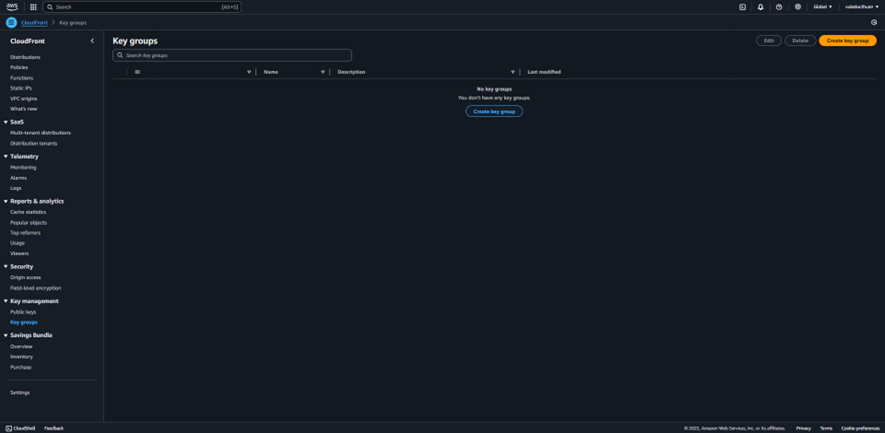 aws
Search
[Alt+S]
Global
vuleducthuan
CloudFront
Key groups
CloudFront
Distributions
Policies
Functions
Static IPs
VPC origins
What's new
SaaS
Multi-tenant distributions
Distribution tenants
Telemetry
Monitoring
Alarms
Logs
Reports & analytics
Cache statistics
Popular objects
Top referrers
Usage
Viewers
Security
Origin access
Field-level encryption
Key management
Public keys
Key groups
Savings Bundle
Overview
Inventory
Purchase
Settings
Key groups
Edit
Delete
Create key group
Search key groups
ID
Name
Description
Last modified
No key groups
You don't have any key groups.
Create key group
CloudShell
Feedback
© 2025, Amazon Web Services, Inc. or its affiliates.
Privacy
Terms
Cookie preferences